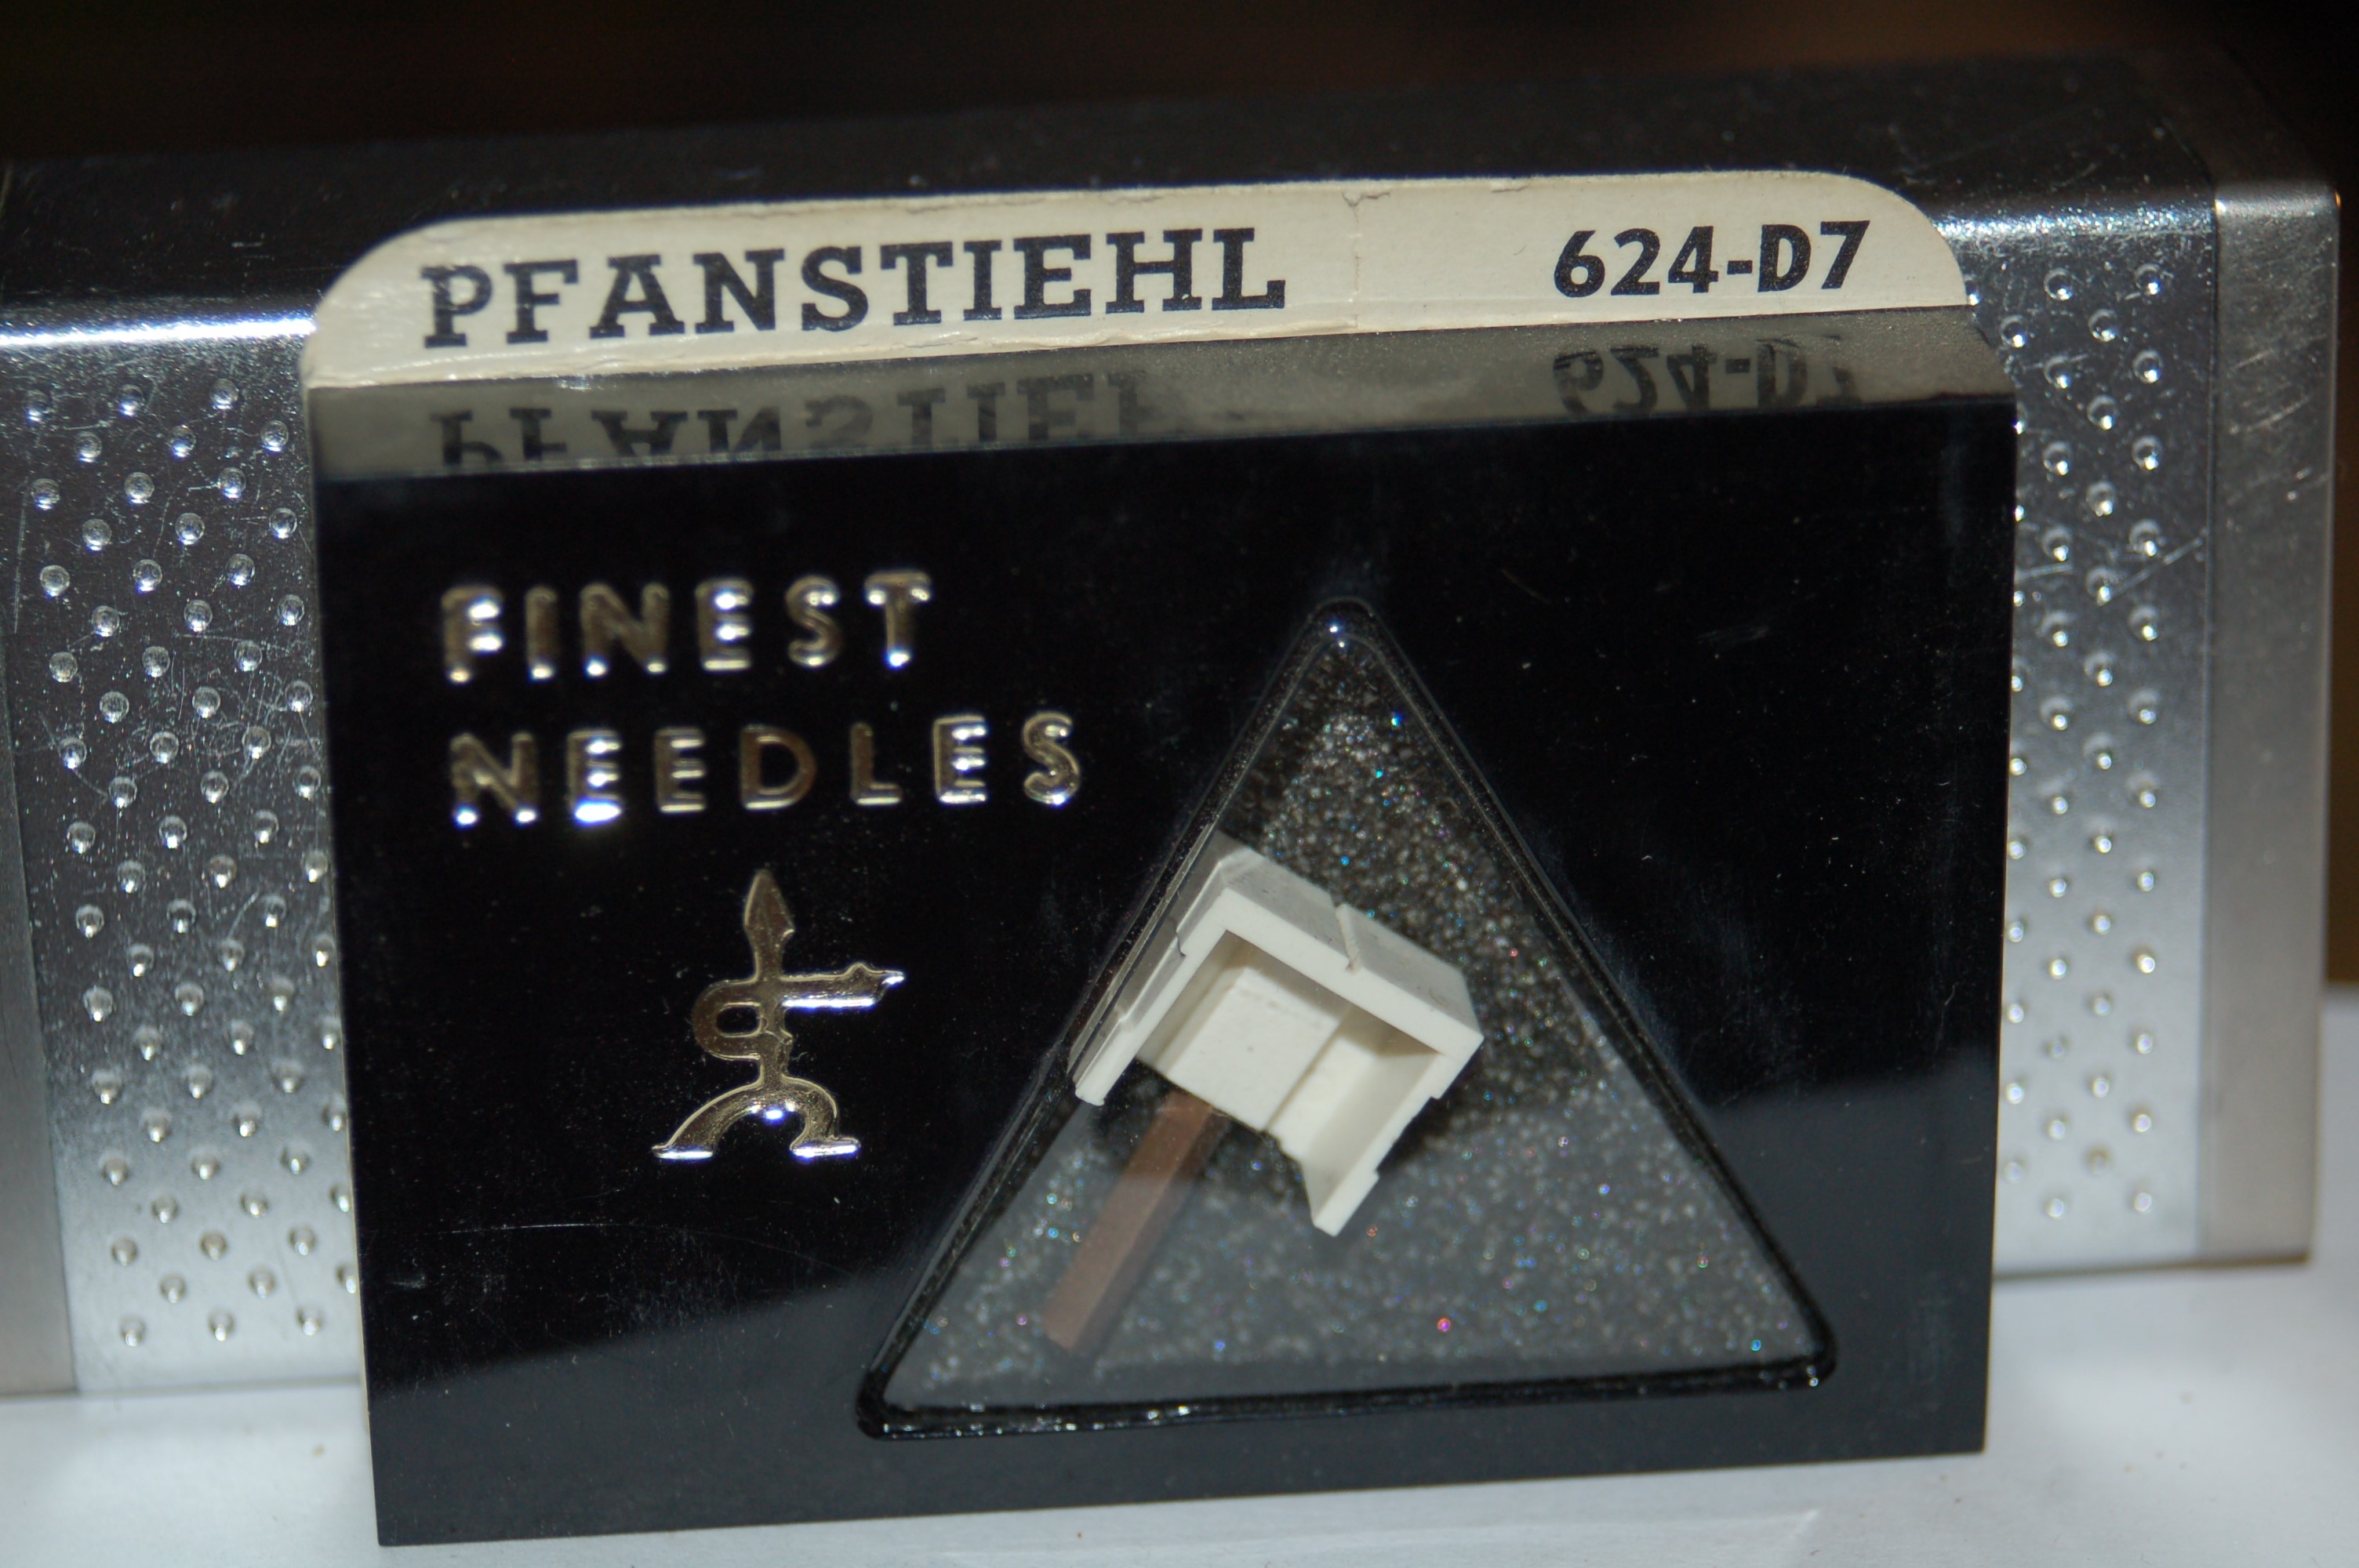 PFANSTIEHL 624-D7
FINEST
NEEDLES